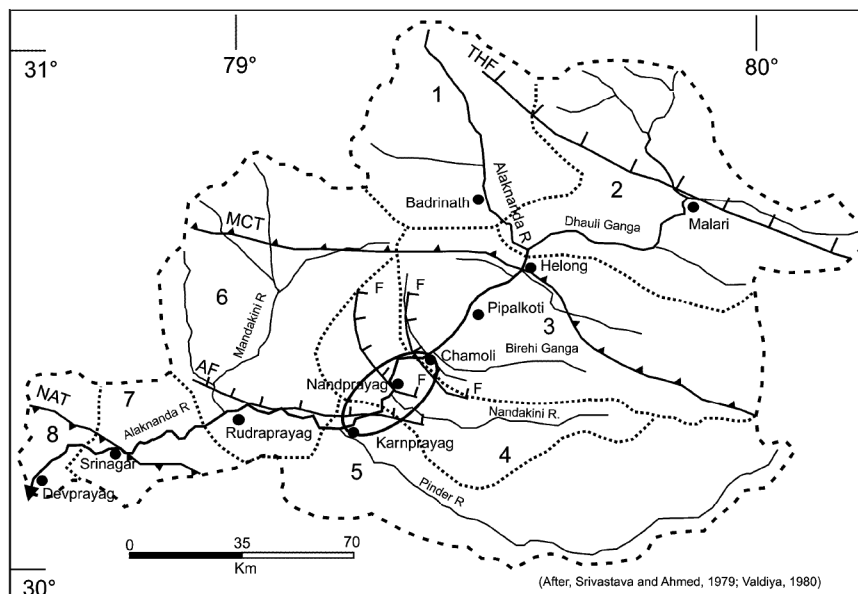 31°
79°
80°
THF
1
2
Alaknanda R
Badrinath
Dhauli Ganga
Malari
MCT
Helong
6
Mandakini R
F
F
Pipalkoti
3
Birehi Ganga
Chamoli
AF
Nandprayag
F
F
NAT
7
Alaknanda R
Nandakini R.
Rudraprayag
Karnprayag
8
Srinagar
4
5
Devprayag
Pinder R
0
35
70
Km
30°
(After, Srivastava and Ahmed, 1979; Valdiya, 1980)